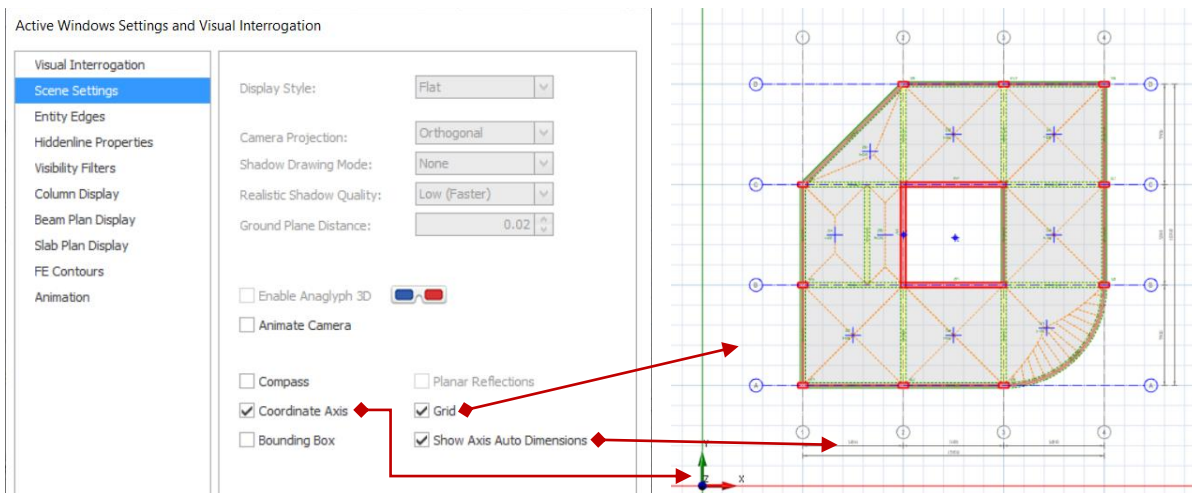 Active Windows Settings and Visual Interrogation
Visual Interrogation
Scene Settings
Entity Edges
Hiddenline Properties
Visibility Filters
Column Display
Beam Plan Display
Slab Plan Display
FE Contours
Animation
Display Style: Flat
Camera Projection: Orthogonal
Shadow Drawing Mode: None
Realistic Shadow Quality: Low (Faster)
Ground Plane Distance: 0.02
Enable Anaglyph 3D
Animate Camera
Compass Planar Reflections
Coordinate Axis Grid
Bounding Box Show Axis Auto Dimensions
1 2 3 4
D D
C C
B B
A A
1 2 3 4
Y
Z X